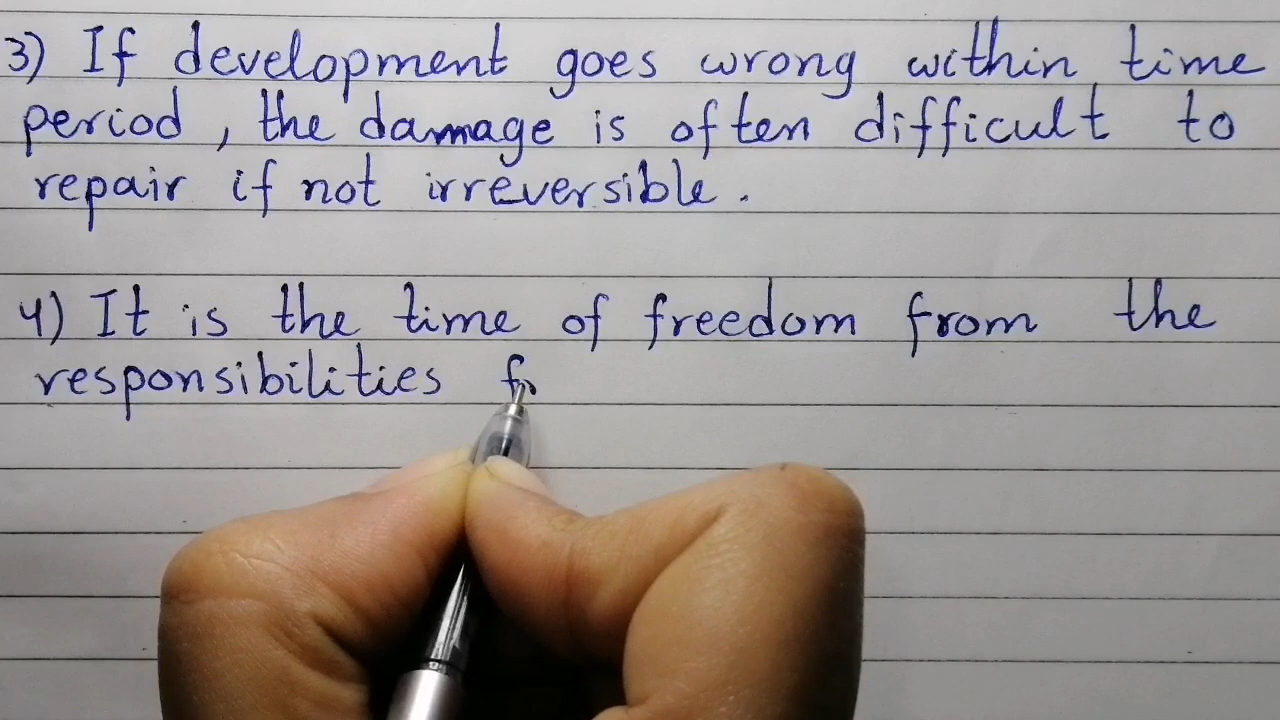 3) If development goes wrong within time
period, the damage is often difficult to
repair if not irreversible.
4) It is the time of freedom from the
responsibilities